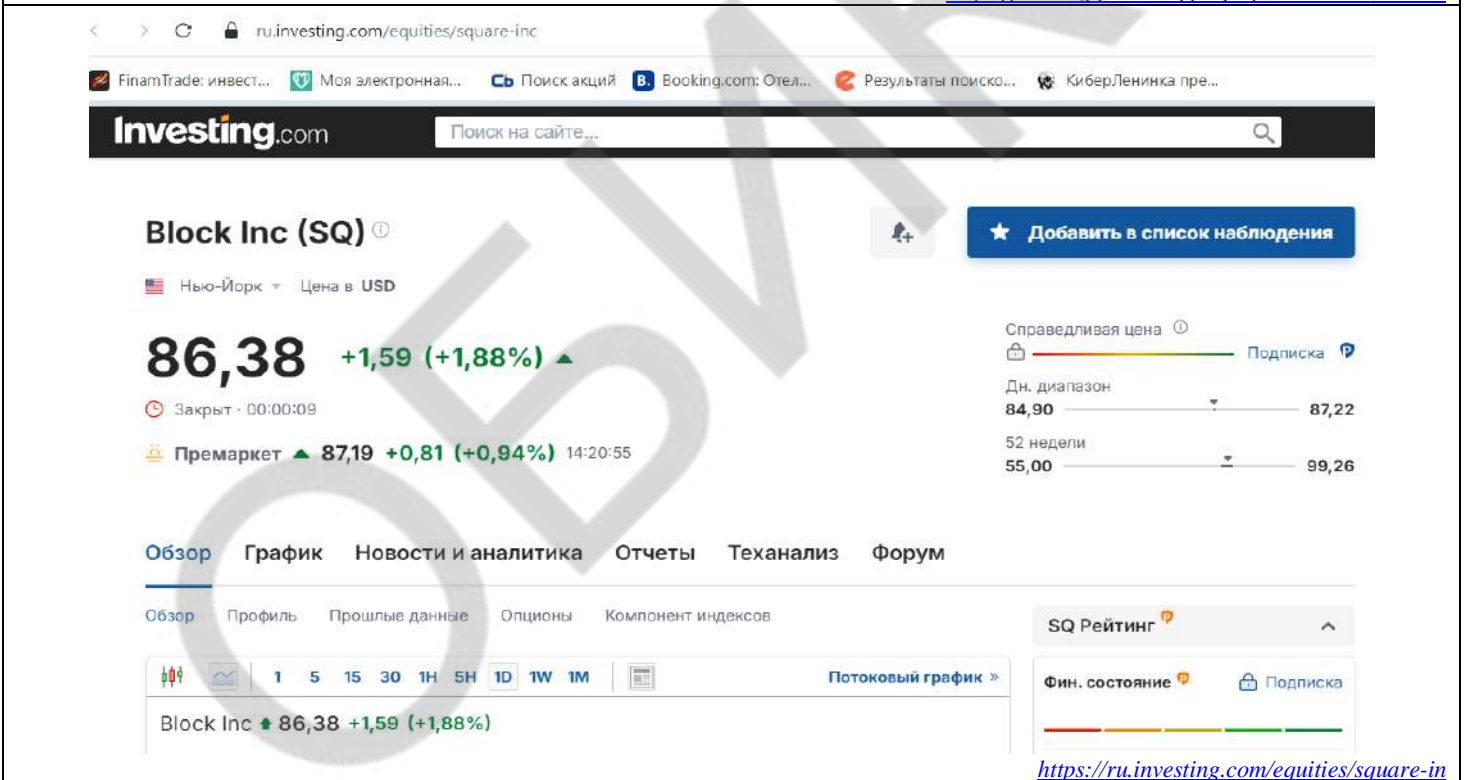 ru.investing.com/equities/square-inc
FinamTrade: инвест... Моя электронная... Сb Поиск акций B. Booking.com: Отел... Результаты поиско... КиберЛенинка пре...
Investing.com Поиск на сайте...
Block Inc (SQ)
Добавить в список наблюдения
Нью-Йорк Цена в USD
86,38 +1,59 (+1,88%)
Справедливая цена
Подписка
Закрыт · 00:00:09
Дн. диапазон
84,90 87,22
Премаркет 87,19 +0,81 (+0,94%) 14:20:55
52 недели
55,00 99,26
Обзор График Новости и аналитика Отчеты Теханализ Форум
Обзор Профиль Прошлые данные Опционы Компонент индексов
SQ Рейтинг
1 5 15 30 1H 5H 1D 1W 1M Потоковый график »
Фин. состояние Подписка
Block Inc 86,38 +1,59 (+1,88%)
https://ru.investing.com/equities/square-in